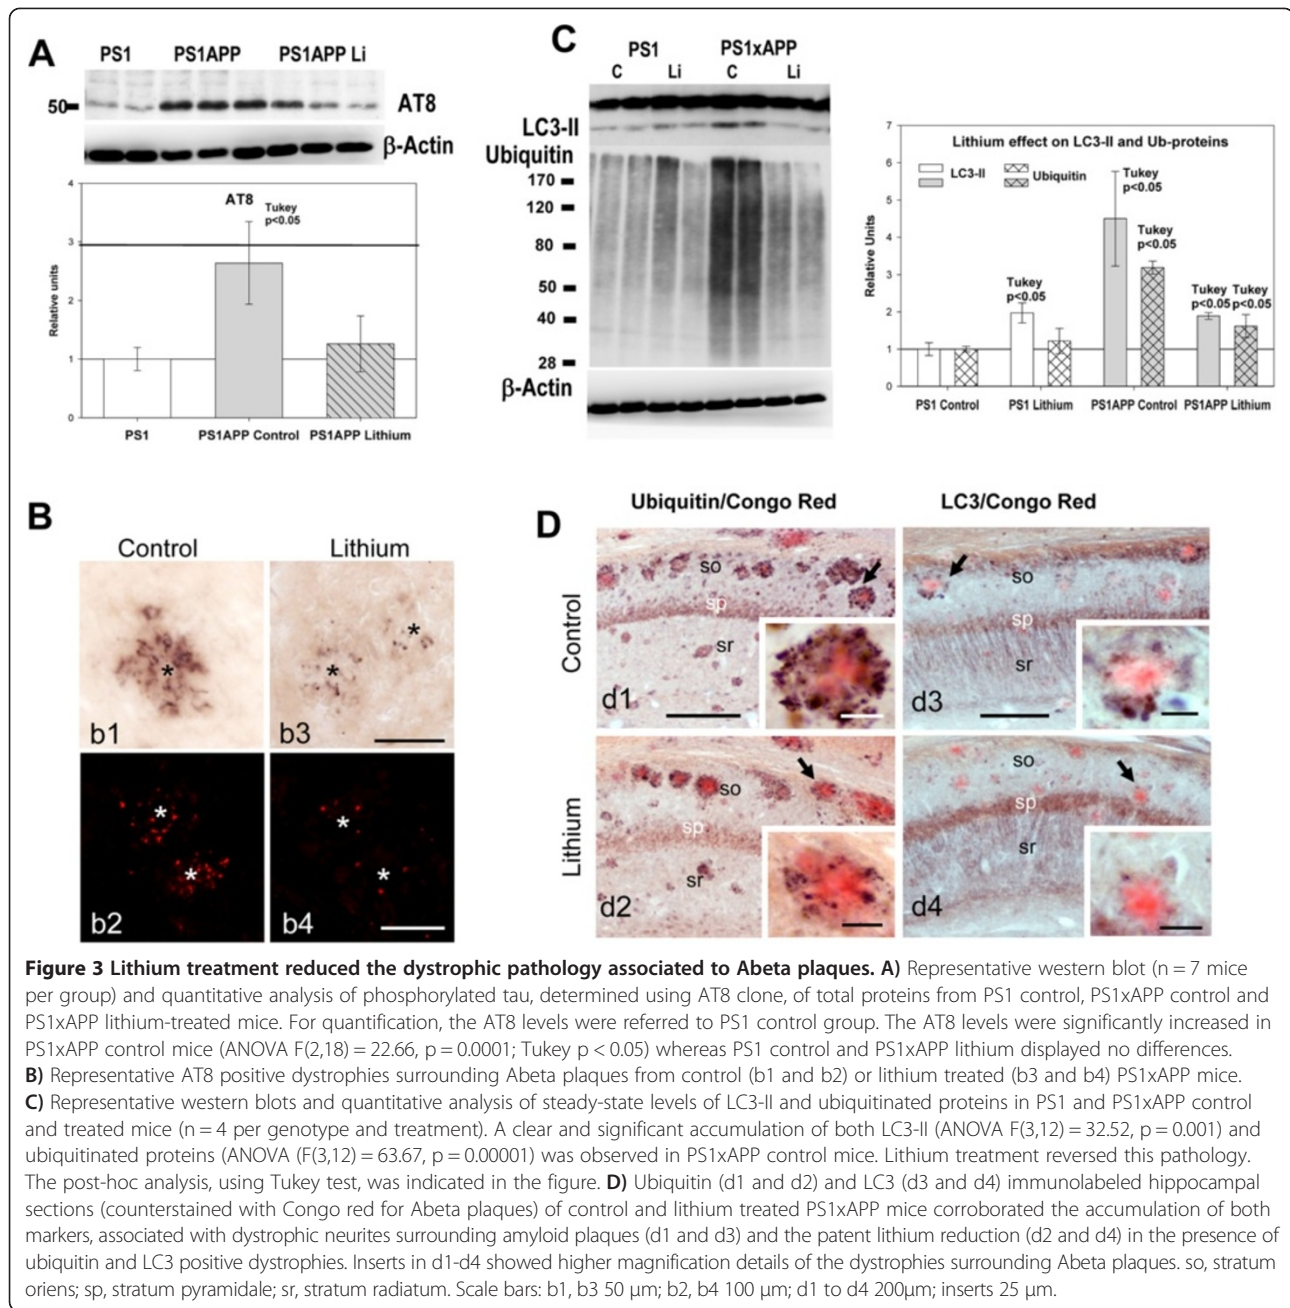 A
PS1 PS1APP PS1APP Li
50
AT8
β-Actin
4
3
2
1
0
Relative units
AT8
Tukey
p<0.05
PS1 PS1APP Control PS1APP Lithium
C
PS1 PS1xAPP
C Li C Li
LC3-II
Ubiquitin
170
120
80
50
40
28
β-Actin
Lithium effect on LC3-II and Ub-proteins
LC3-II Ubiquitin
7
6
5
4
3
2
1
0
Relative Units
Tukey
p<0.05
Tukey
p<0.05
Tukey
p<0.05
Tukey Tukey
p<0.05 p<0.05
PS1 Control PS1 Lithium PS1APP Control PS1APP Lithium
B
Control Lithium
* * *
b1 b3
* * * *
b2 b4
D
Ubiquitin/Congo Red LC3/Congo Red
Control
so
sp
sr
d1
so
sp
sr
d3
Lithium
so
sp
sr
d2
so
sp
sr
d4
Figure 3 Lithium treatment reduced the dystrophic pathology associated to Abeta plaques. A) Representative western blot (n = 7 mice
per group) and quantitative analysis of phosphorylated tau, determined using AT8 clone, of total proteins from PS1 control, PS1xAPP control and
PS1xAPP lithium-treated mice. For quantification, the AT8 levels were referred to PS1 control group. The AT8 levels were significantly increased in
PS1xAPP control mice (ANOVA F(2,18) = 22.66, p = 0.0001; Tukey p < 0.05) whereas PS1 control and PS1xAPP lithium displayed no differences.
B) Representative AT8 positive dystrophies surrounding Abeta plaques from control (b1 and b2) or lithium treated (b3 and b4) PS1xAPP mice.
C) Representative western blots and quantitative analysis of steady-state levels of LC3-II and ubiquitinated proteins in PS1 and PS1xAPP control
and treated mice (n = 4 per genotype and treatment). A clear and significant accumulation of both LC3-II (ANOVA F(3,12) = 32.52, p = 0.001) and
ubiquitinated proteins (ANOVA (F(3,12) = 63.67, p = 0.00001) was observed in PS1xAPP control mice. Lithium treatment reversed this pathology.
The post-hoc analysis, using Tukey test, was indicated in the figure. D) Ubiquitin (d1 and d2) and LC3 (d3 and d4) immunolabeled hippocampal
sections (counterstained with Congo red for Abeta plaques) of control and lithium treated PS1xAPP mice corroborated the accumulation of both
markers, associated with dystrophic neurites surrounding amyloid plaques (d1 and d3) and the patent lithium reduction (d2 and d4) in the presence of
ubiquitin and LC3 positive dystrophies. Inserts in d1-d4 showed higher magnification details of the dystrophies surrounding Abeta plaques. so, stratum
oriens; sp, stratum pyramidale; sr, stratum radiatum. Scale bars: b1, b3 50 μm; b2, b4 100 μm; d1 to d4 200μm; inserts 25 μm.